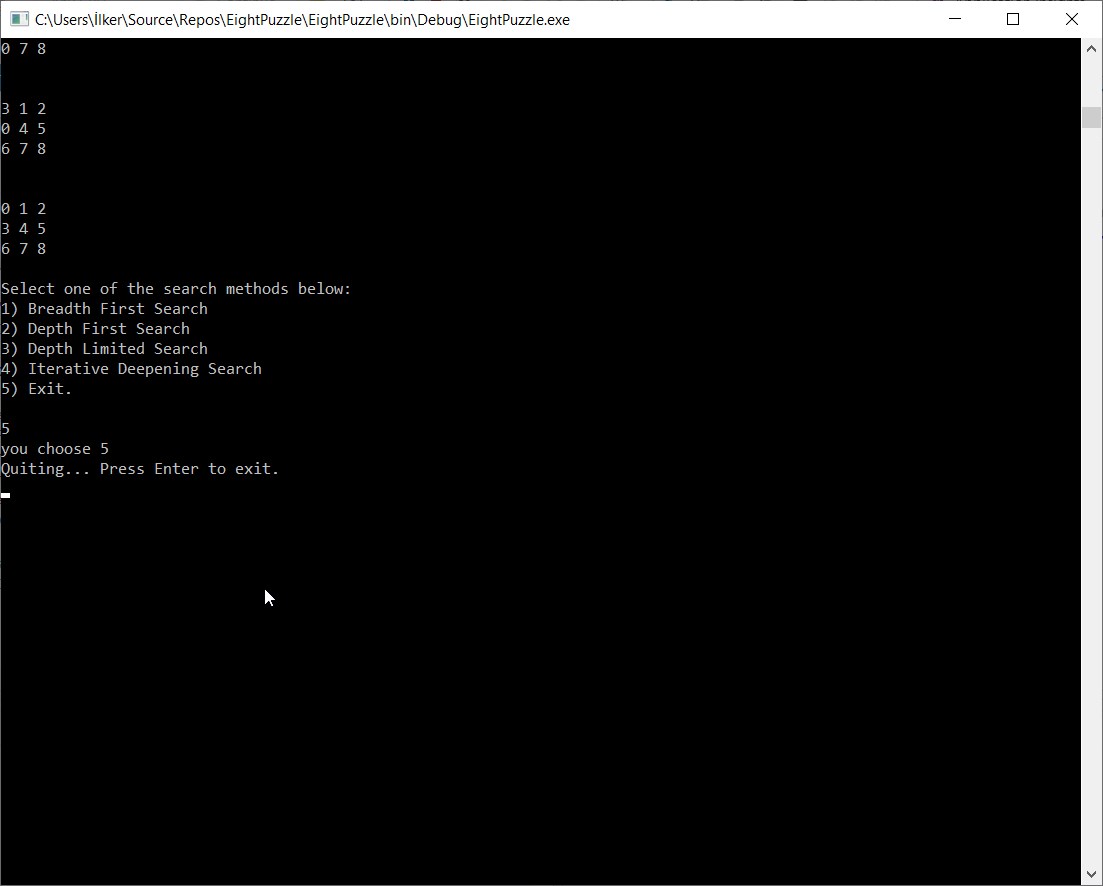 C:\Users\İlker\Source\Repos\EightPuzzle\EightPuzzle\bin\Debug\EightPuzzle.exe
0 7 8
3 1 2
0 4 5
6 7 8
0 1 2
3 4 5
6 7 8
Select one of the search methods below:
1) Breadth First Search
2) Depth First Search
3) Depth Limited Search
4) Iterative Deepening Search
5) Exit.
5
you choose 5
Quiting... Press Enter to exit.